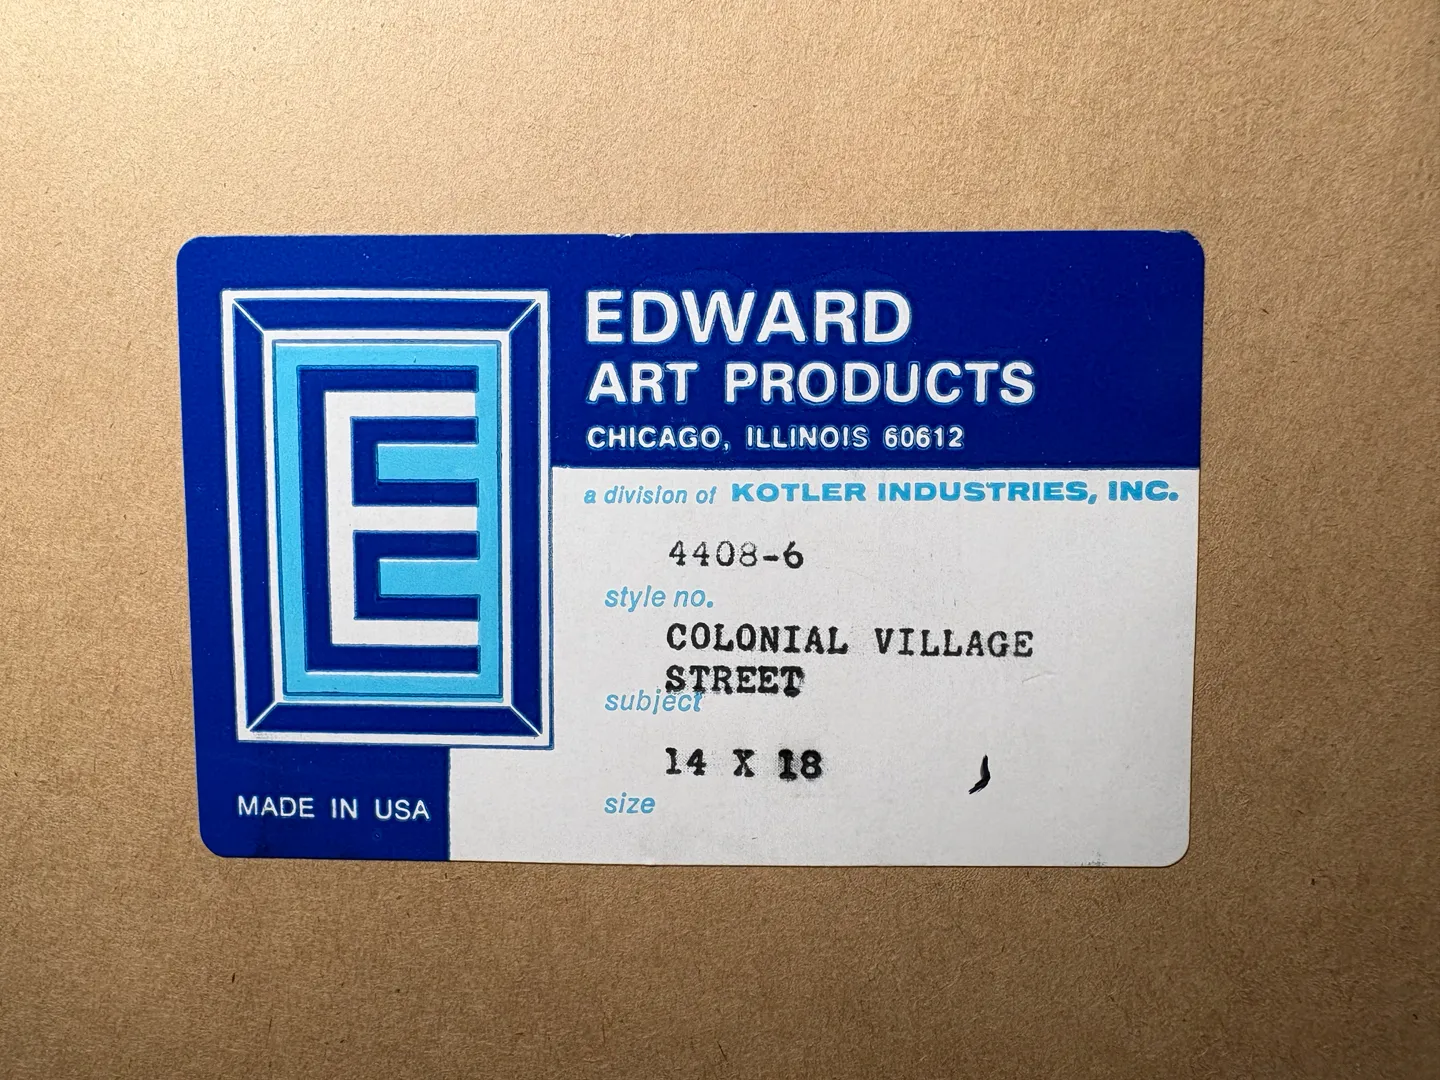 EDWARD
ART PRODUCTS
CHICAGO, ILLINOIS 60612
a division of KOTLER INDUSTRIES, INC.
4408-6
style no.
COLONIAL VILLAGE
STREET
subject
14 X 18
size
E
MADE IN USA